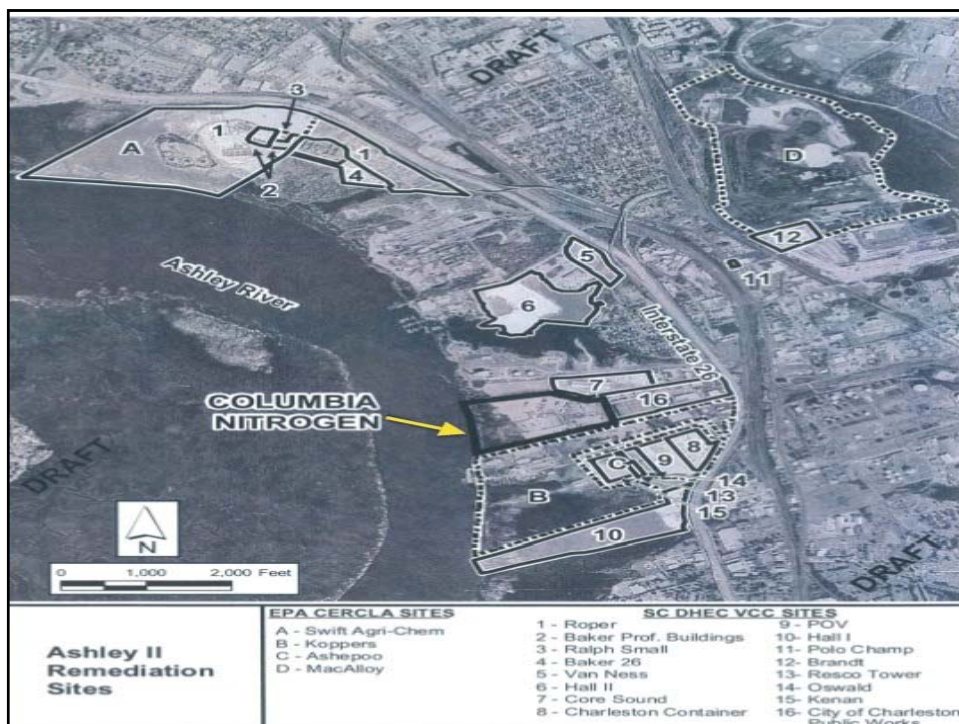 DRAFT
3
A
1
1
2
4
D
12
11
5
6
Ashley River
Interstate 26
7
COLUMBIA
NITROGEN
16
8
C
9
B
14
13
15
10
DRAFT
DRAFT
N
0 1,000 2,000 Feet
Ashley II
Remediation
Sites
EPA CERCLA SITES
A - Swift Agri-Chem
B - Koppers
C - Ashepoo
D - MacAlloy
SC DHEC VCC SITES
1 - Roper
2 - Baker Prof. Buildings
3 - Ralph Small
4 - Baker 26
5 - Van Ness
6 - Hall II
7 - Core Sound
8 - Charleston Container
9 - POV
10- Hall I
11- Polo Champ
12- Brandt
13- Resco Tower
14- Oswald
15- Kenan
16- City of Charleston
Public Works